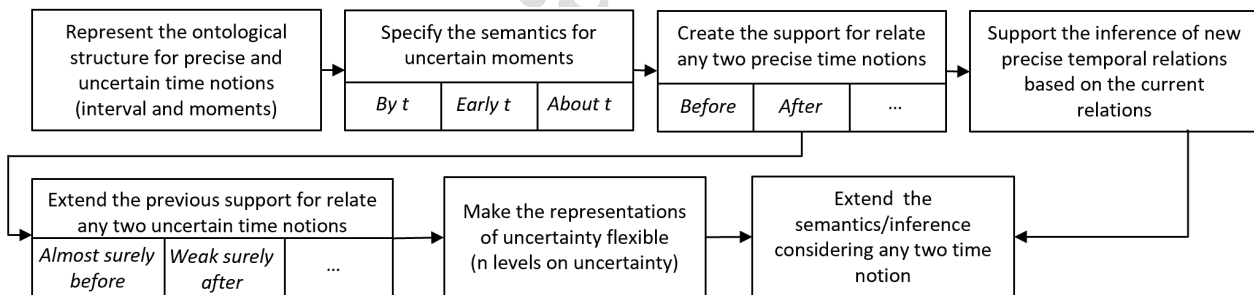 Represent the ontological
structure for precise and
uncertain time notions
(interval and moments)
Specify the semantics for
uncertain moments
By t
Early t
About t
Create the support for relate
any two precise time notions
Before
After
...
Support the inference of new
precise temporal relations
based on the current
relations
Extend the previous support for relate
any two uncertain time notions
Almost surely
before
Weak surely
after
...
Make the representations
of uncertainty flexible
(n levels on uncertainty)
Extend the
semantics/inference
considering any two time
notion